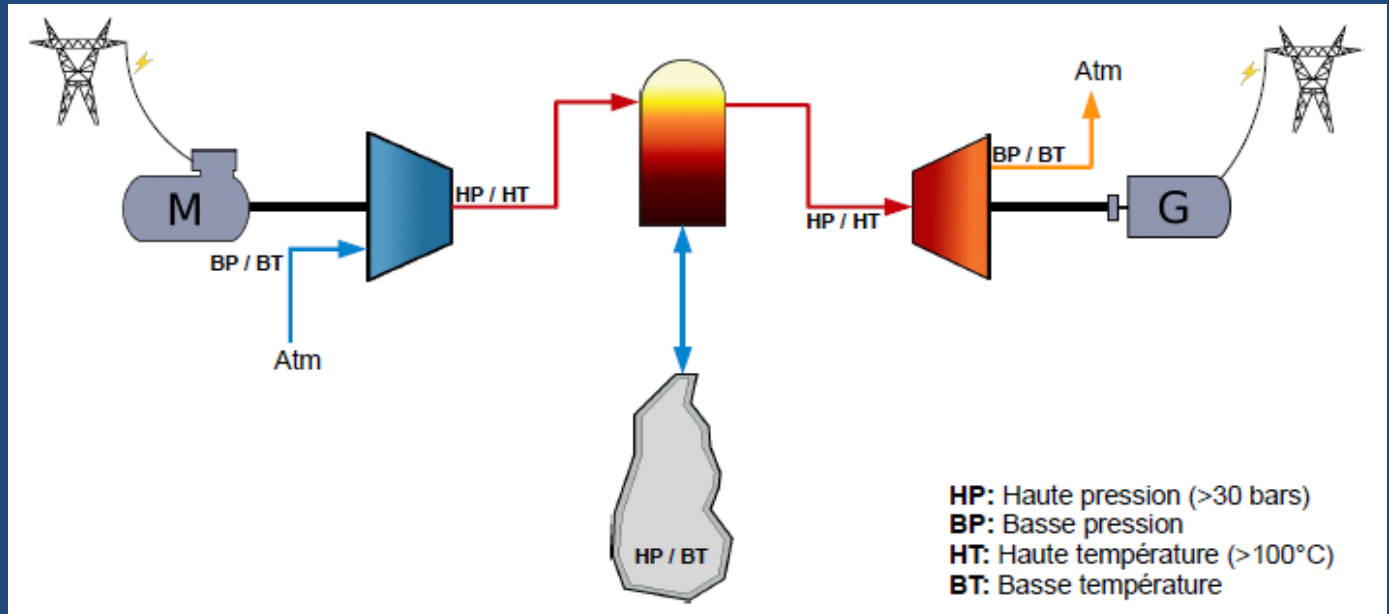 Atm
M
HP / HT
BP / BT
Atm
HP / HT
BP / BT
Atm
G
HP / BT
HP: Haute pression (>30 bars)
BP: Basse pression
HT: Haute température (>100°C)
BT: Basse température